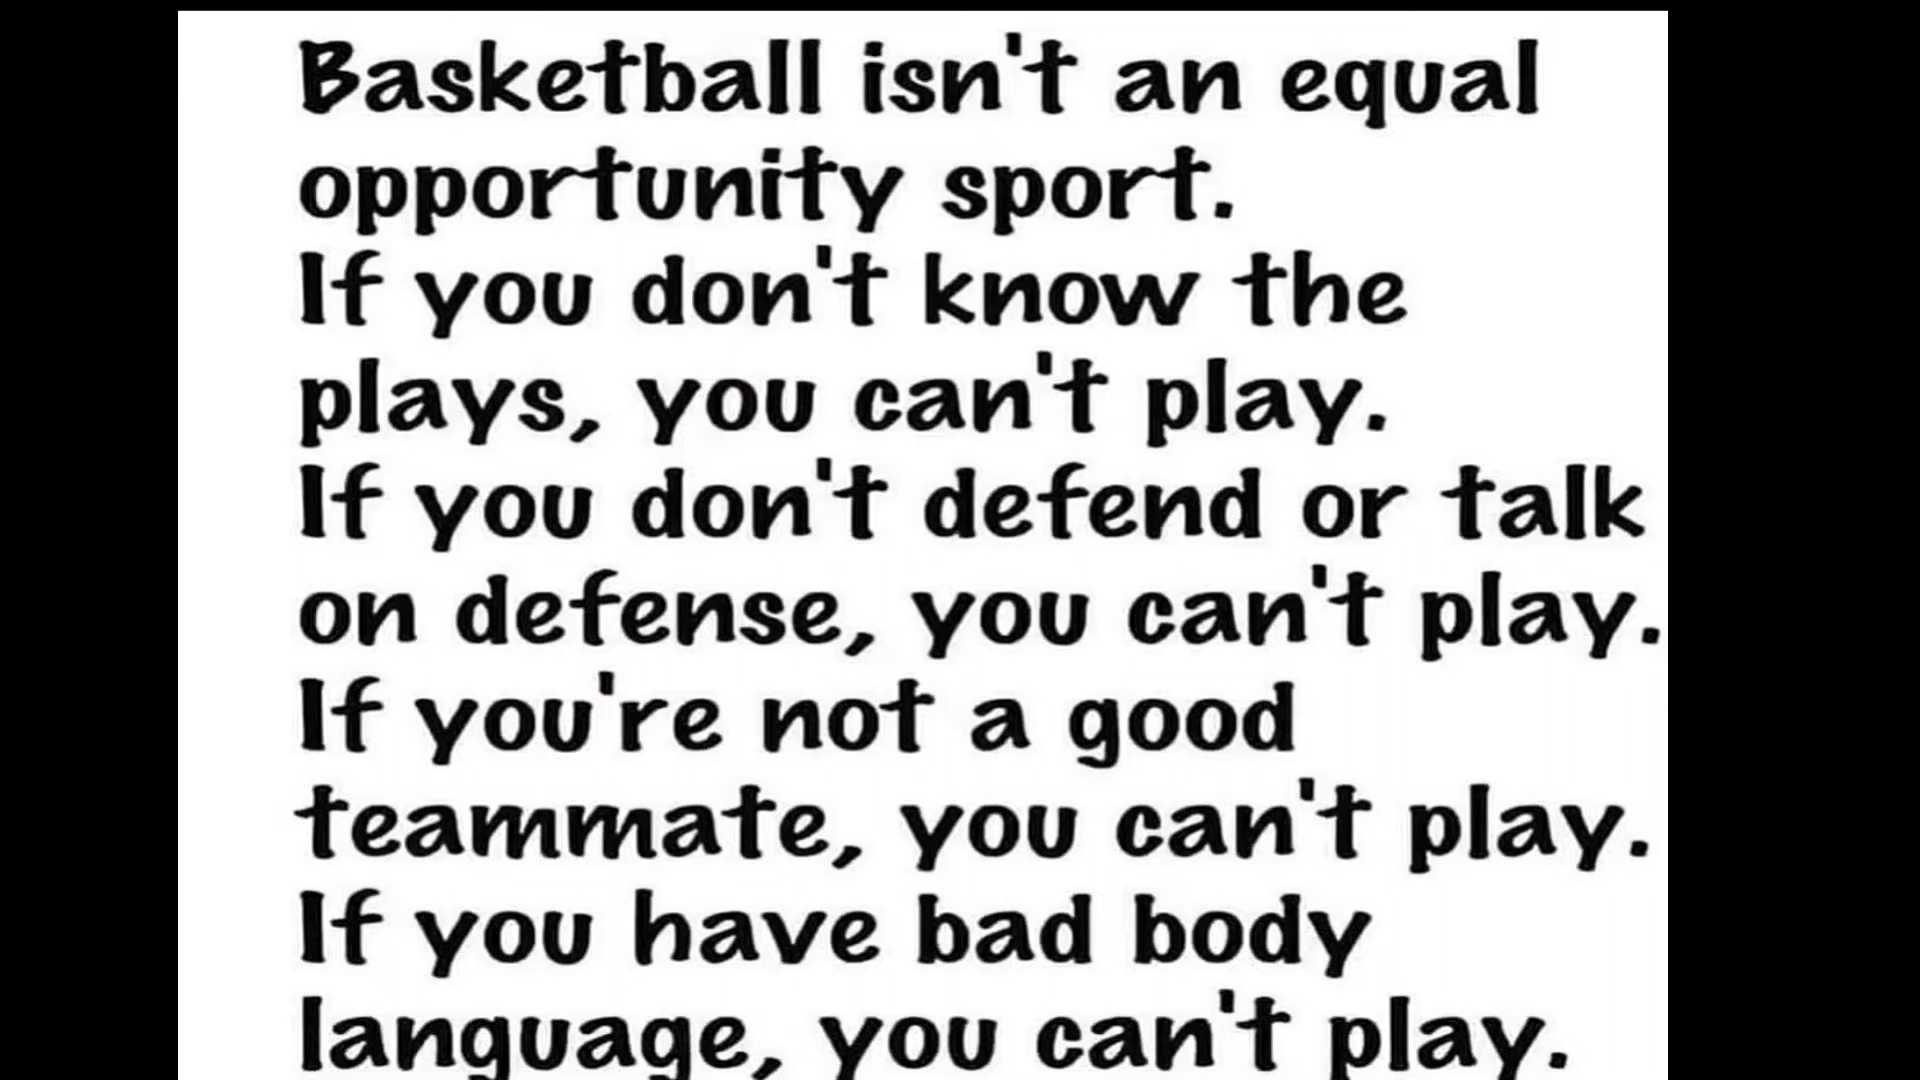 Basketball isn't an equal
opportunity sport.
If you don't know the
plays, you can't play.
If you don't defend or talk
on defense, you can't play.
If you're not a good
teammate, you can't play.
If you have bad body
language, you can't play.